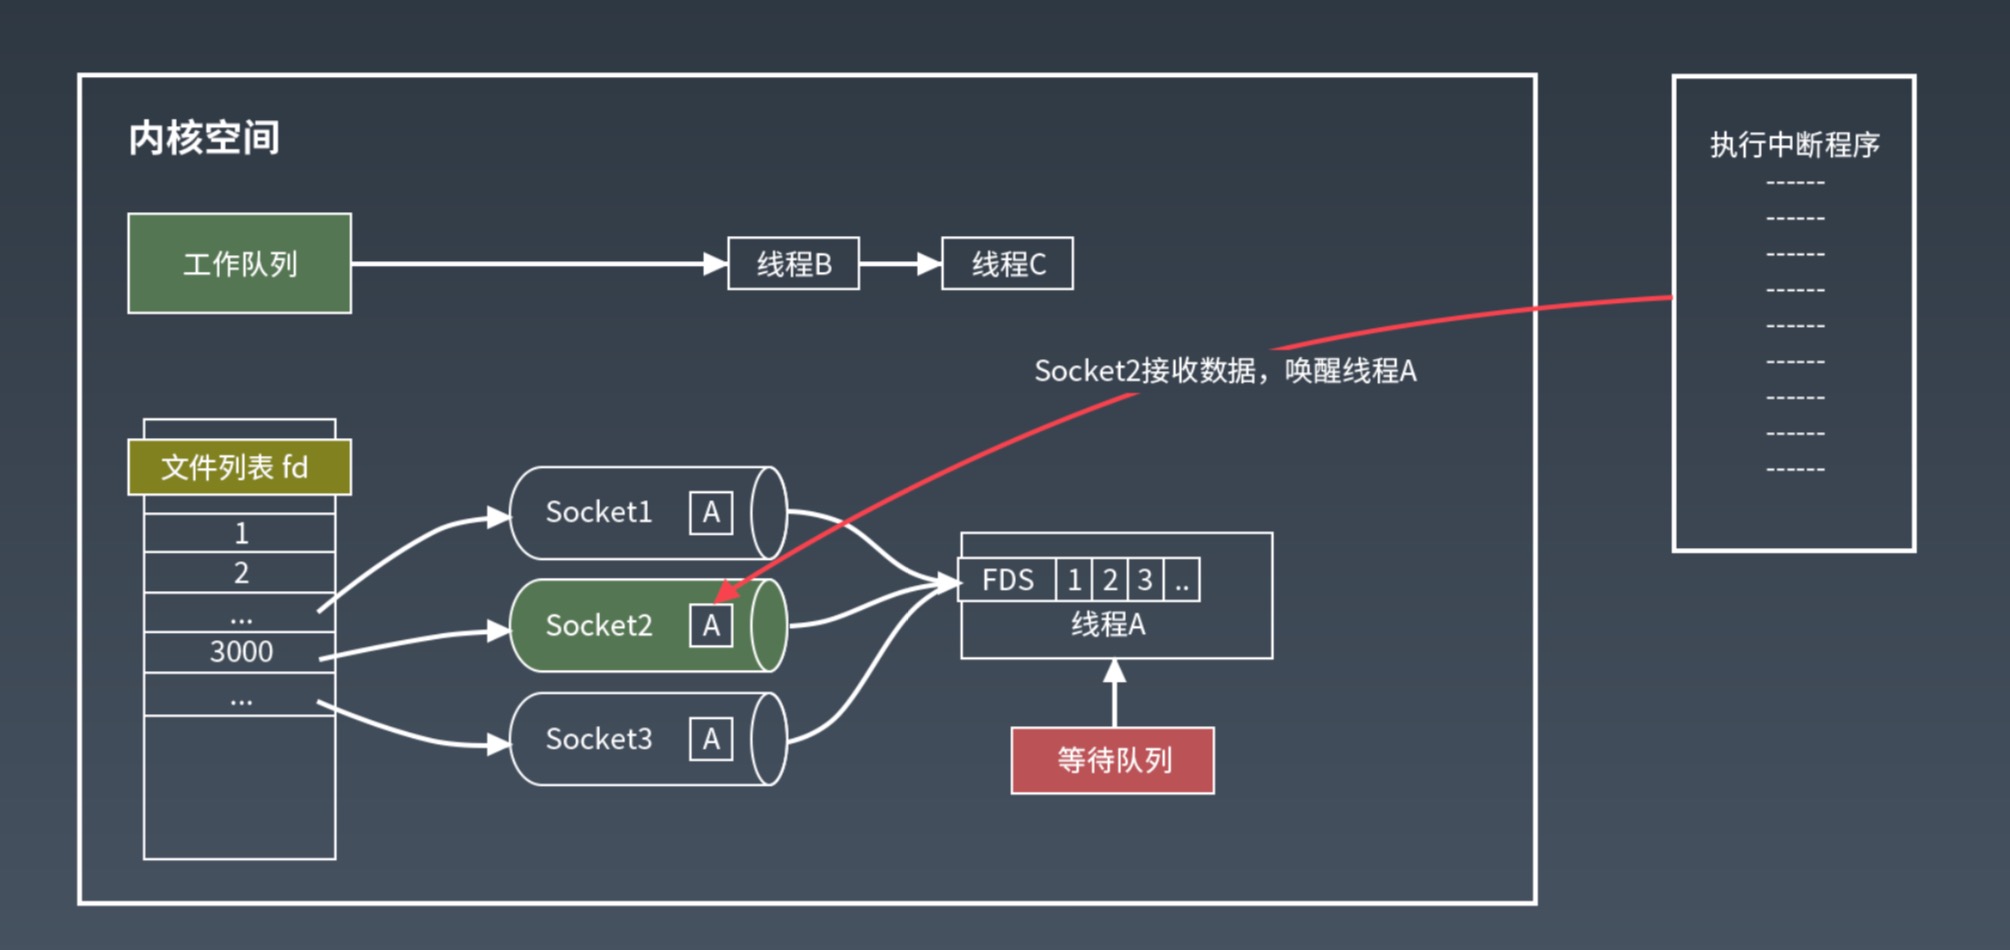 内核空间
执行中断程序
------
------
------
------
------
------
------
------
------
工作队列
线程B
线程C
Socket2接收数据，唤醒线程A
文件列表 fd
1
2
...
3000
...
Socket1 A
Socket2 A
Socket3 A
FDS 1 2 3 ..
线程A
等待队列